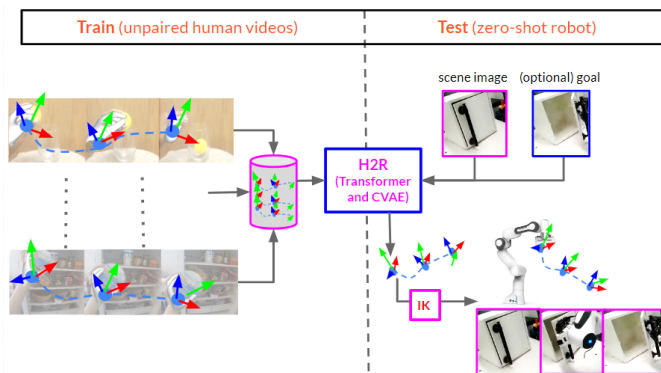 Train (unpaired human videos)
Test (zero-shot robot)
scene image
(optional) goal
H2R
(Transformer
and CVAE)
IK